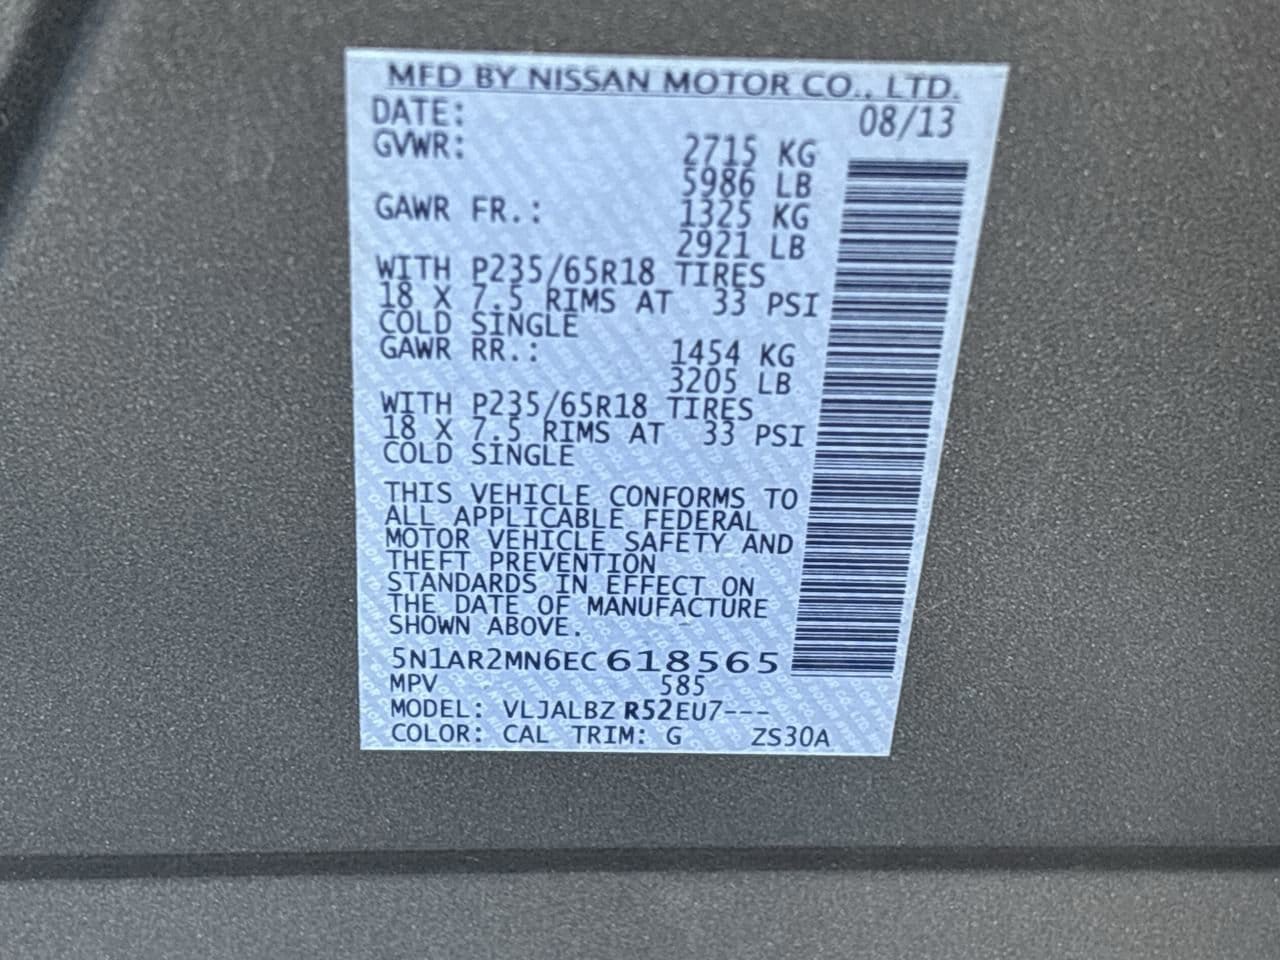 MFD BY NISSAN MOTOR CO., LTD.
DATE: 08/13
GVWR: 2715 KG
5986 LB
GAWR FR.: 1325 KG
2921 LB
WITH P235/65R18 TIRES
18 X 7.5 RIMS AT 33 PSI
COLD SINGLE
GAWR RR.: 1454 KG
3205 LB
WITH P235/65R18 TIRES
18 X 7.5 RIMS AT 33 PSI
COLD SINGLE
THIS VEHICLE CONFORMS TO
ALL APPLICABLE FEDERAL
MOTOR VEHICLE SAFETY AND
THEFT PREVENTION
STANDARDS IN EFFECT ON
THE DATE OF MANUFACTURE
SHOWN ABOVE.
5N1AR2MN6EC618565
MPV 585
MODEL: VLJALBZ R52EU7---
COLOR: CAL TRIM: G ZS30A